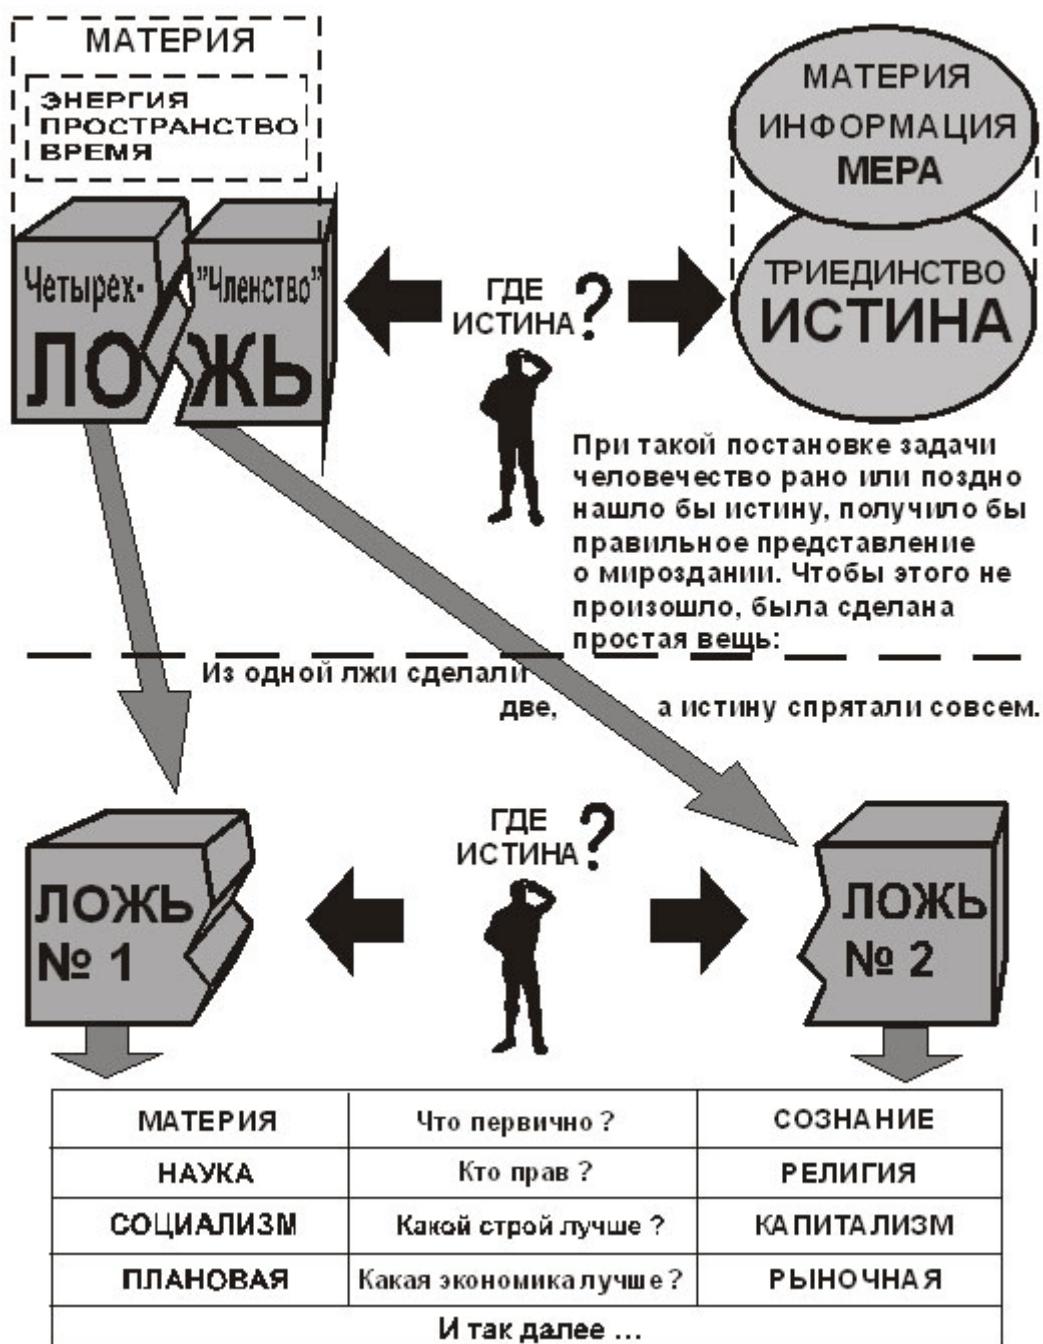 МАТЕРИЯ
ЭНЕРГИЯ
ПРОСТРАНСТВО
ВРЕМЯ
Четырех-
ЛО
"Членство"
ЖЬ
ГДЕ
ИСТИНА?
МАТЕРИЯ
ИНФОРМАЦИЯ
МЕРА
ТРИЕДИНСТВО
ИСТИНА
При такой постановке задачи
человечество рано или поздно
нашло бы истину, получило бы
правильное представление
о мироздании. Чтобы этого не
произошло, была сделана
простая вещь:
Из одной лжи сделали
две, а истину спрятали совсем.
ЛОЖЬ
№ 1
ГДЕ
ИСТИНА?
ЛОЖЬ
№ 2
МАТЕРИЯ Что первично ? СОЗНАНИЕ
НАУКА Кто прав ? РЕЛИГИЯ
СОЦИАЛИЗМ Какой строй лучше ? КАПИТАЛИЗМ
ПЛАНОВАЯ Какая экономика лучше ? РЫНОЧНАЯ
И так далее ...